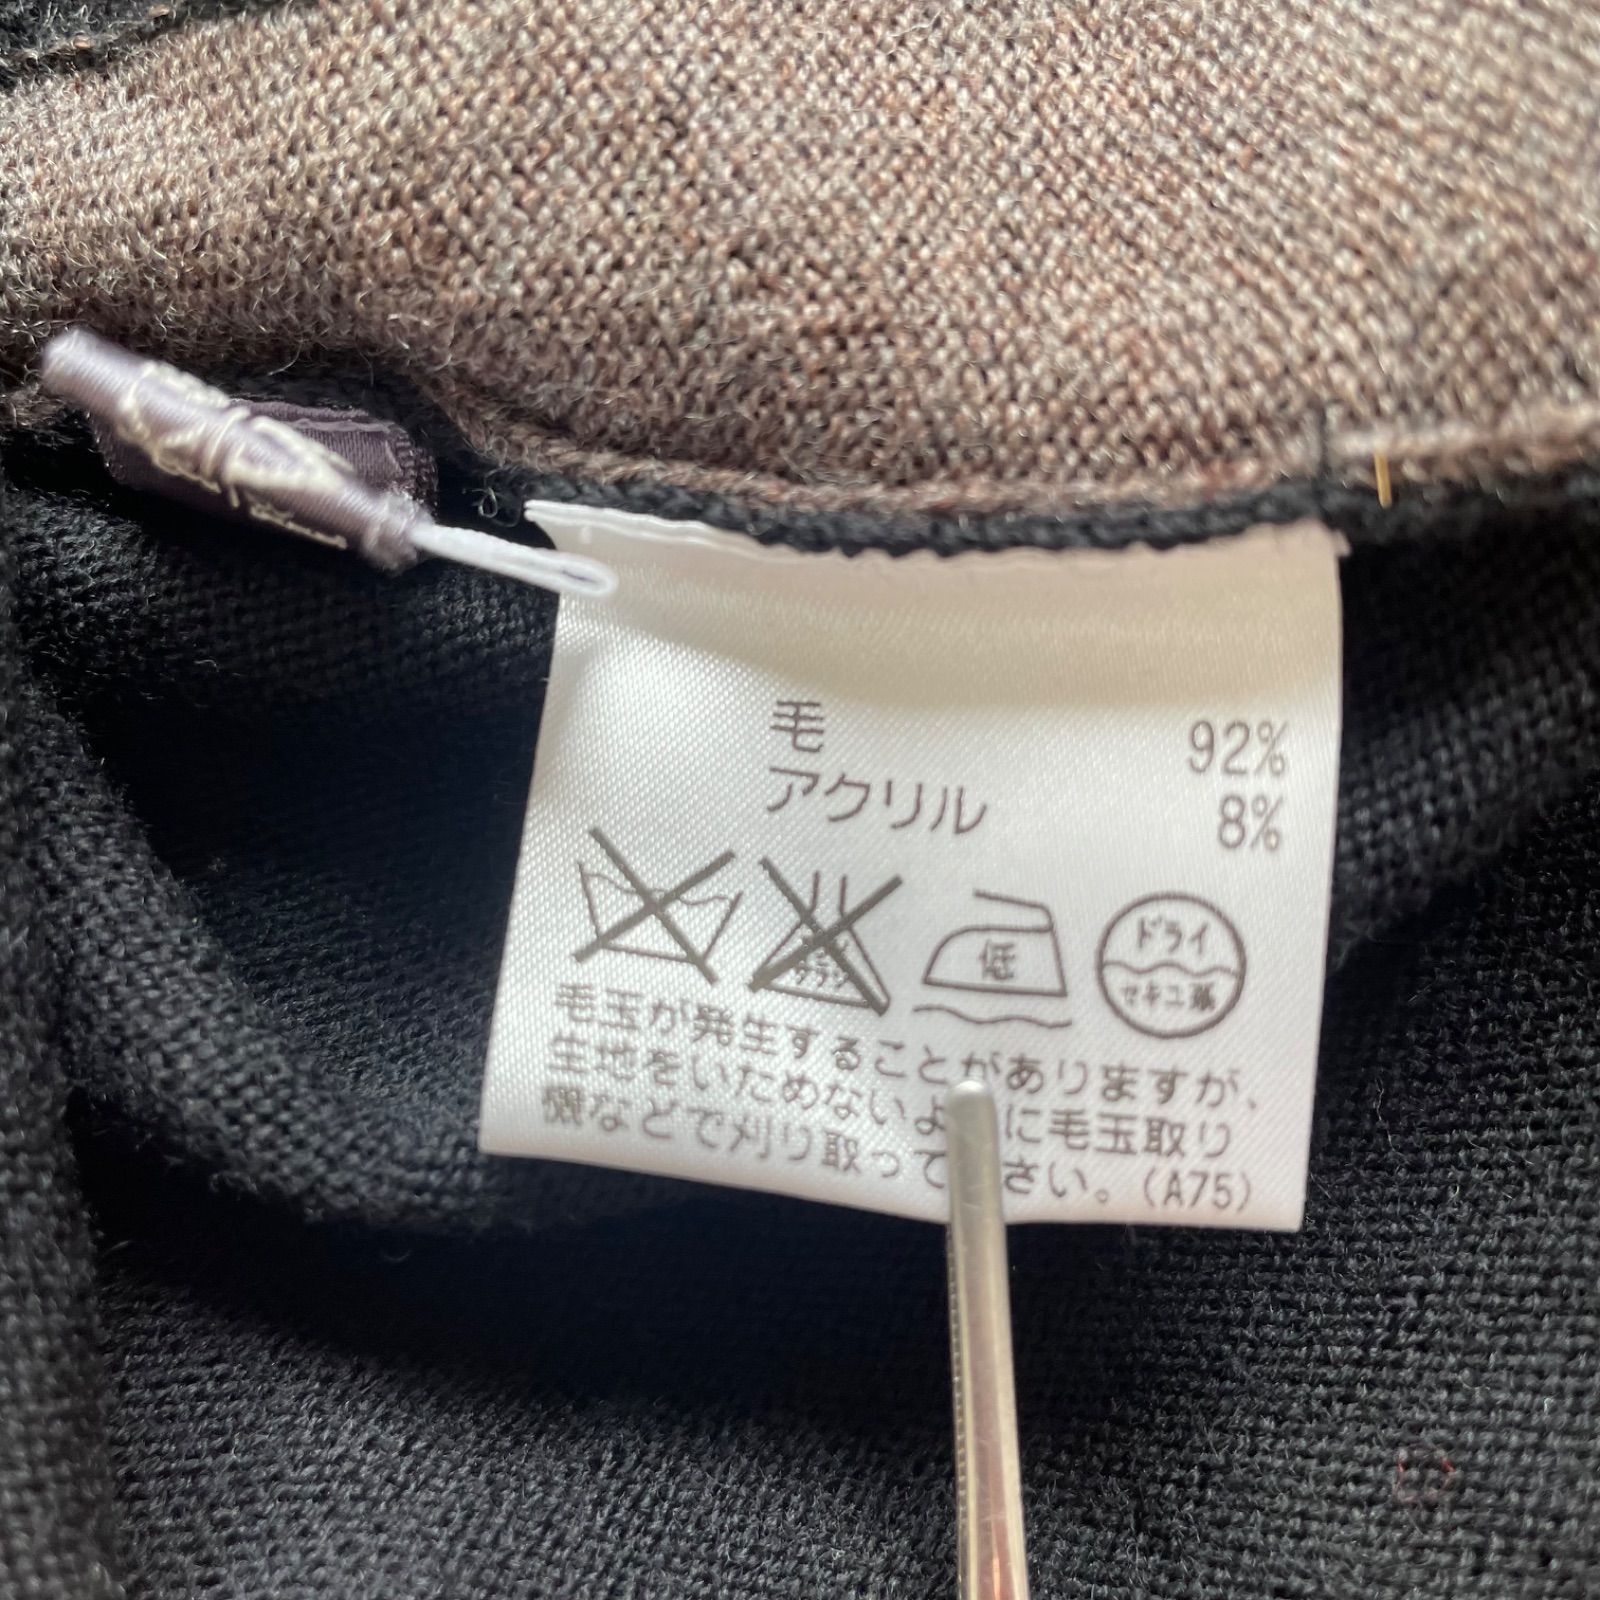 毛 92%
アクリル 8%
低
ドライ
セキユ系
毛玉が発生することがありますが、
生地をいためないように毛玉取り
機などで刈り取って下さい。(A75)